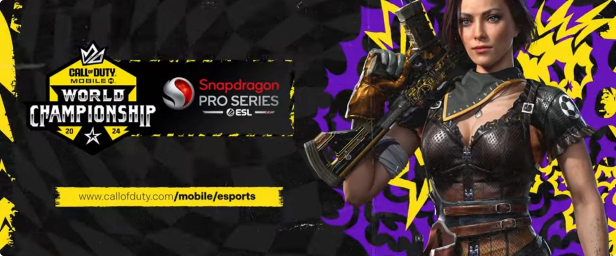 CALL OF DUTY
MOBILE
WORLD
CHAMPIONSHIP
20 24
Snapdragon
PRO SERIES
ESL
www.callofduty.com/mobile/esports